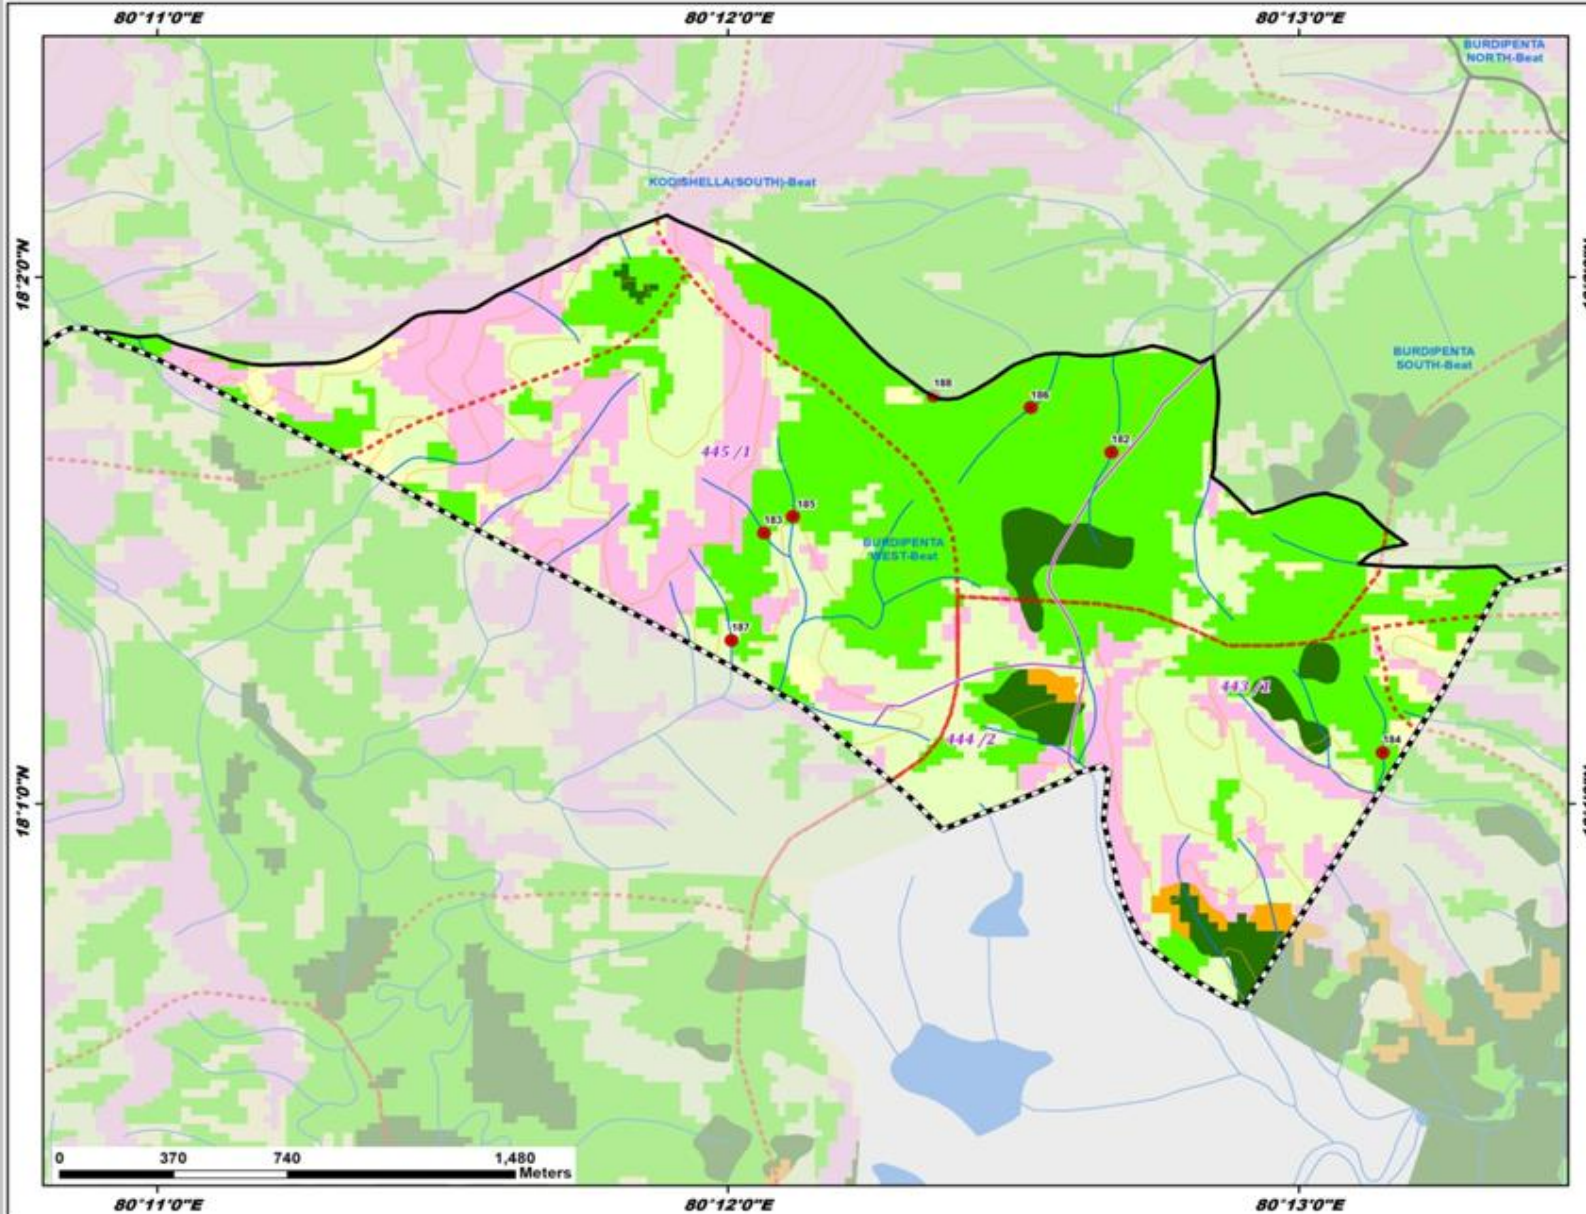 80°11'0"E 80°12'0"E 80°13'0"E
BURDIPENTA
NORTH-Beat
KODISHELLA(SOUTH)-Beat
18°2'0"N
BURDIPENTA
SOUTH-Beat
188
186
182
445 /1
185
183
BURDIPENTA
WEST-Beat
187
443 /1
444 /2
184
18°1'0"N
0 370 740 1,480
Meters
80°11'0"E 80°12'0"E 80°13'0"E